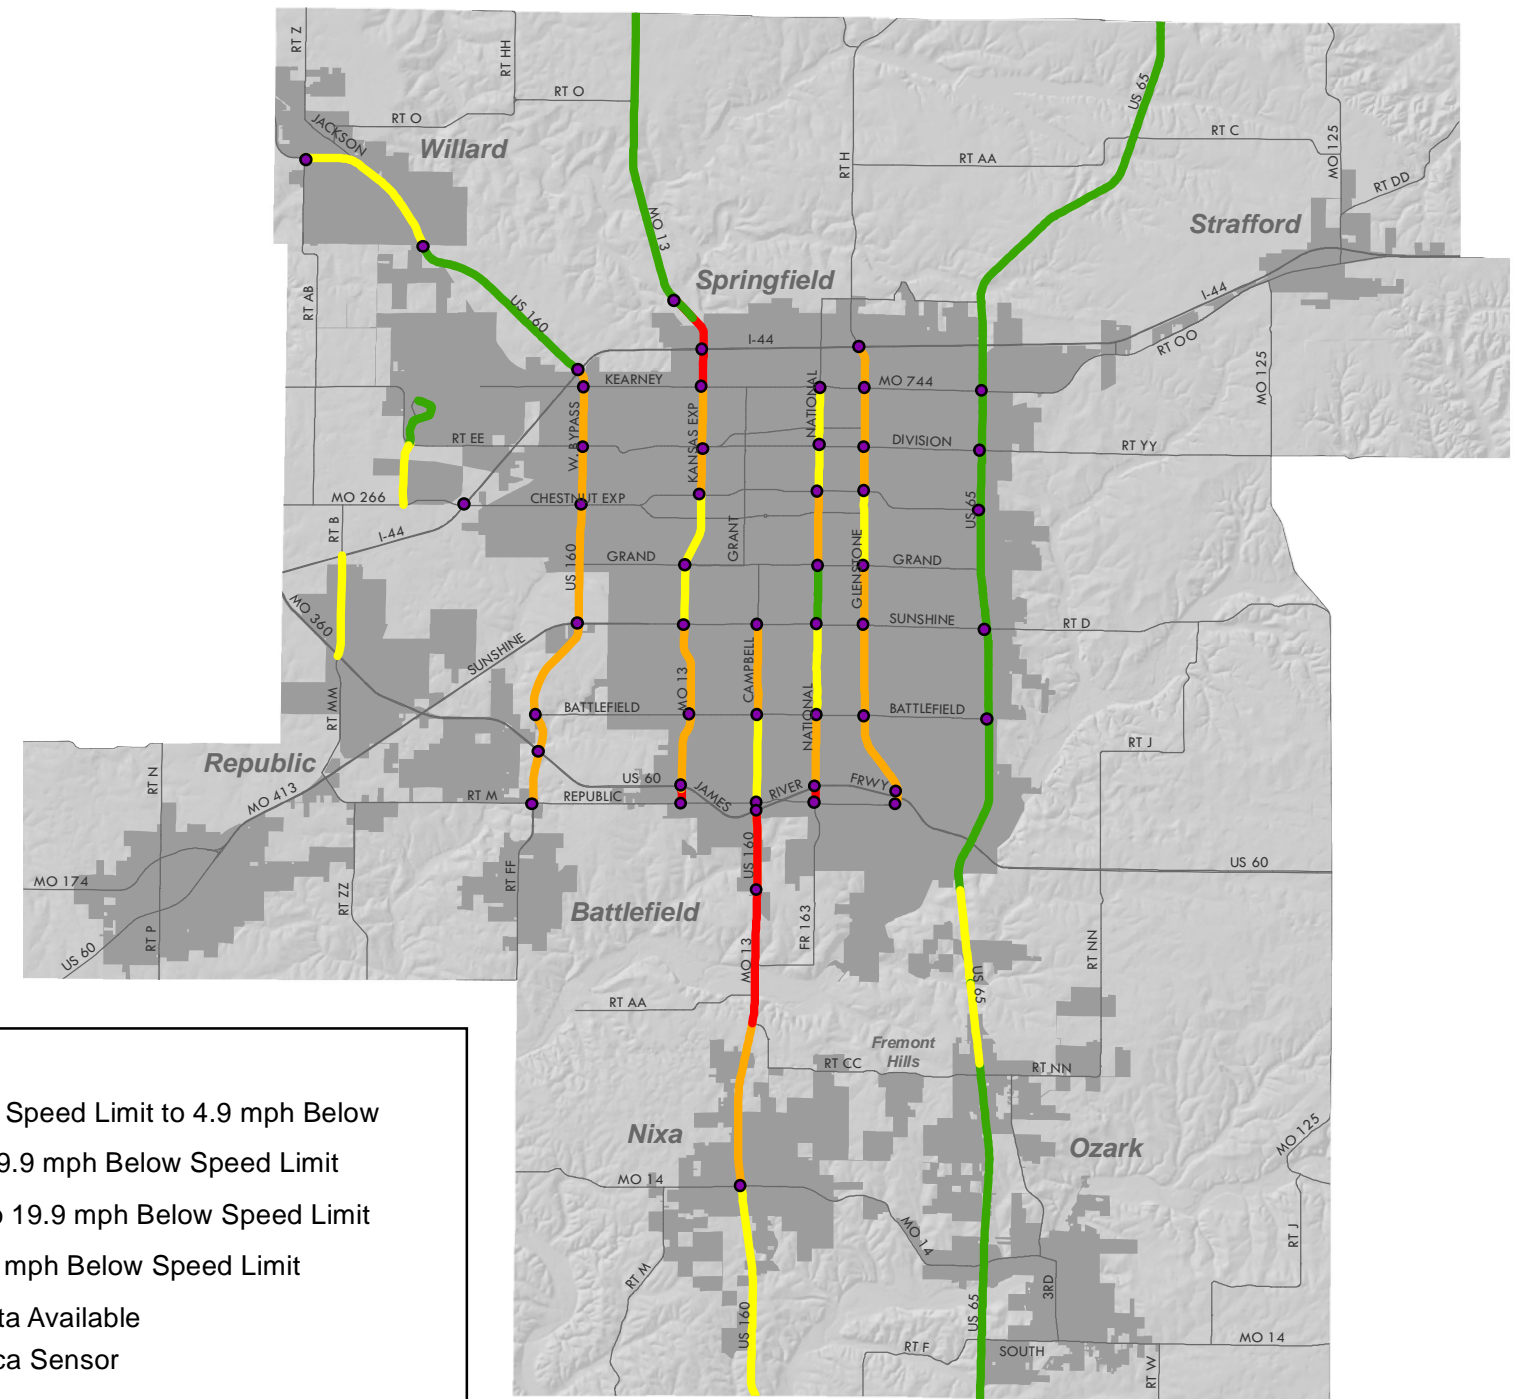 RT Z
RT HH
RT O
RT O
JACKSON
Willard
US 65
RT C
MO 125
RT H
RT AA
RT DD
MO 13
Strafford
Springfield
RT AB
US 160
I-44
I-44
RT OO
MO 125
KEARNEY
NATIONAL
MO 744
W. BYPASS
KANSAS EXP
RT EE
DIVISION
RT YY
MO 266
CHESTNUT EXP
US 65
RT B
I-44
GRANT
GRAND
GLENSTONE
GRAND
US 160
MO 360
SUNSHINE
SUNSHINE
RT D
CAMPBELL
MO 13
RT MM
BATTLEFIELD
NATIONAL
BATTLEFIELD
RT J
Republic
RT N
MO 413
US 60
JAMES
RIVER
FRWY
RT M
REPUBLIC
US 160
US 60
MO 174
RT ZZ
RT FF
Battlefield
FR 163
RT P
US 60
MO 13
RT NN
US 65
RT AA
Fremont
Hills
RT CC
RT NN
Speed Limit to 4.9 mph Below
9.9 mph Below Speed Limit
19.9 mph Below Speed Limit
mph Below Speed Limit
Available
Sensor
Nixa
Ozark
MO 125
MO 14
MO 14
RT J
RT M
3RD
US 160
US 65
RT F
SOUTH
MO 14
RT W